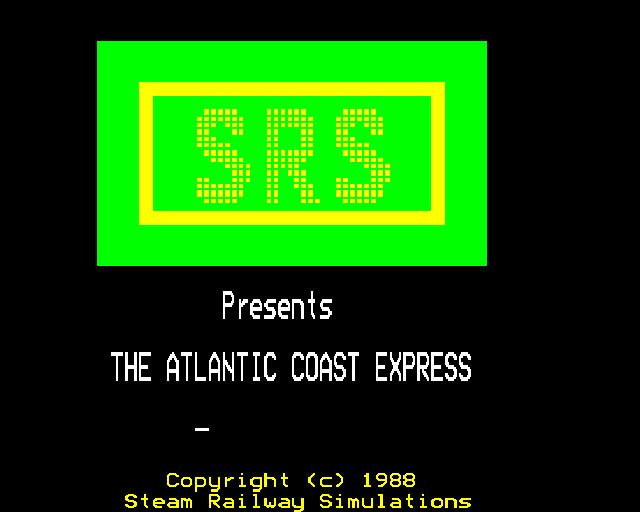 SRS
Presents
THE ATLANTIC COAST EXPRESS
Copyright (c) 1988
Steam Railway Simulations